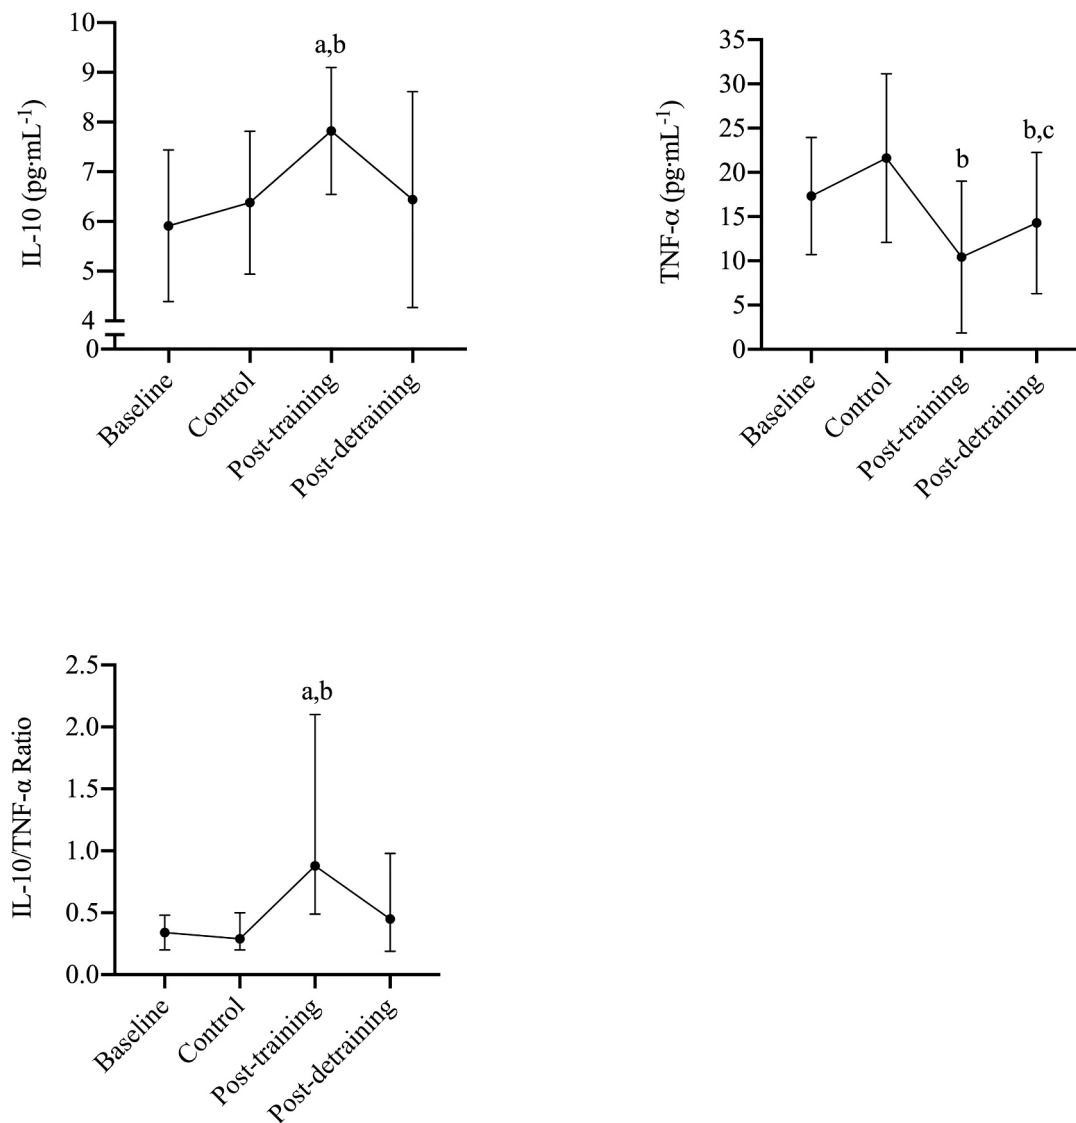 IL-10 (pg·mL⁻¹)
10
9
8
7
6
5
4
0
a,b
Baseline
Control
Post-training
Post-detraining
TNF-α (pg·mL⁻¹)
35
30
25
20
15
10
5
0
b
b,c
Baseline
Control
Post-training
Post-detraining
IL-10/TNF-α Ratio
2.5
2.0
1.5
1.0
0.5
0.0
a,b
Baseline
Control
Post-training
Post-detraining